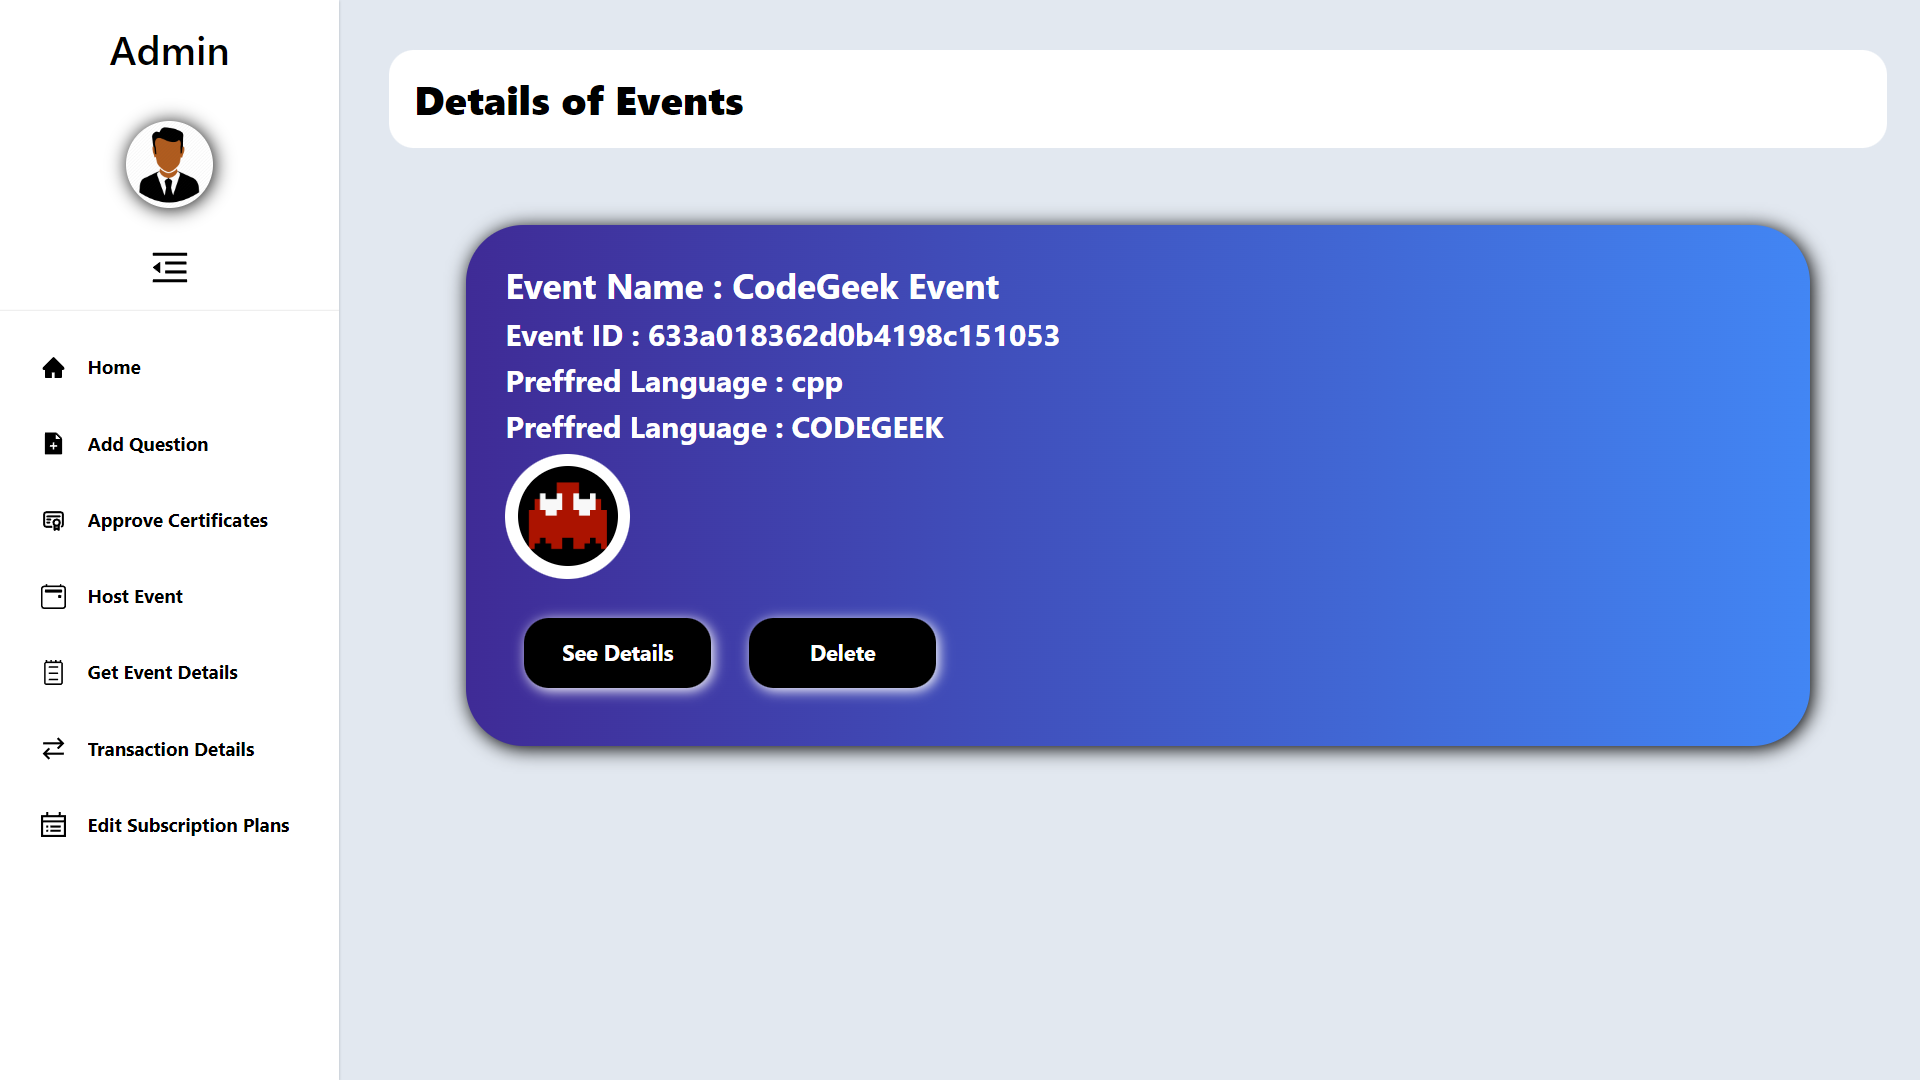 Admin
Home
Add Question
Approve Certificates
Host Event
Get Event Details
Transaction Details
Edit Subscription Plans
Details of Events
Event Name : CodeGeek Event
Event ID : 633a018362d0b4198c151053
Preffred Language : cpp
Preffred Language : CODEGEEK
See Details
Delete